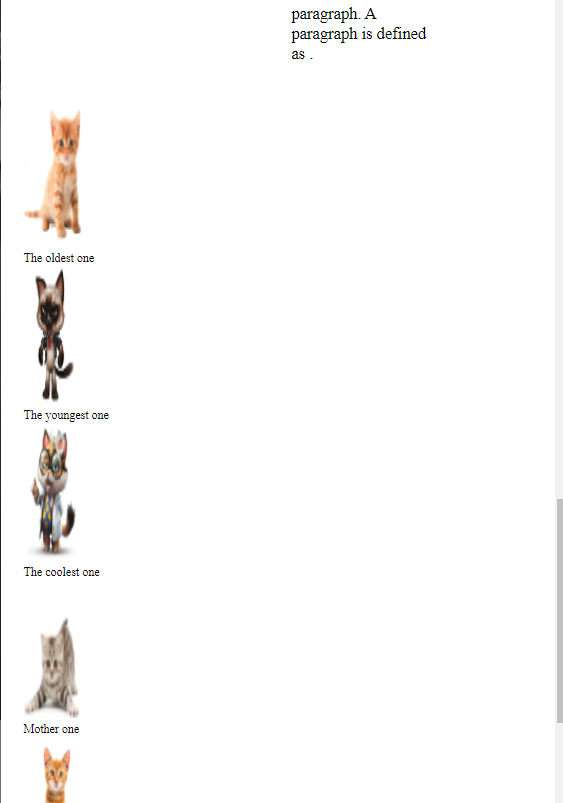 paragraph. A
paragraph is defined
as .
The oldest one
The youngest one
The coolest one
Mother one